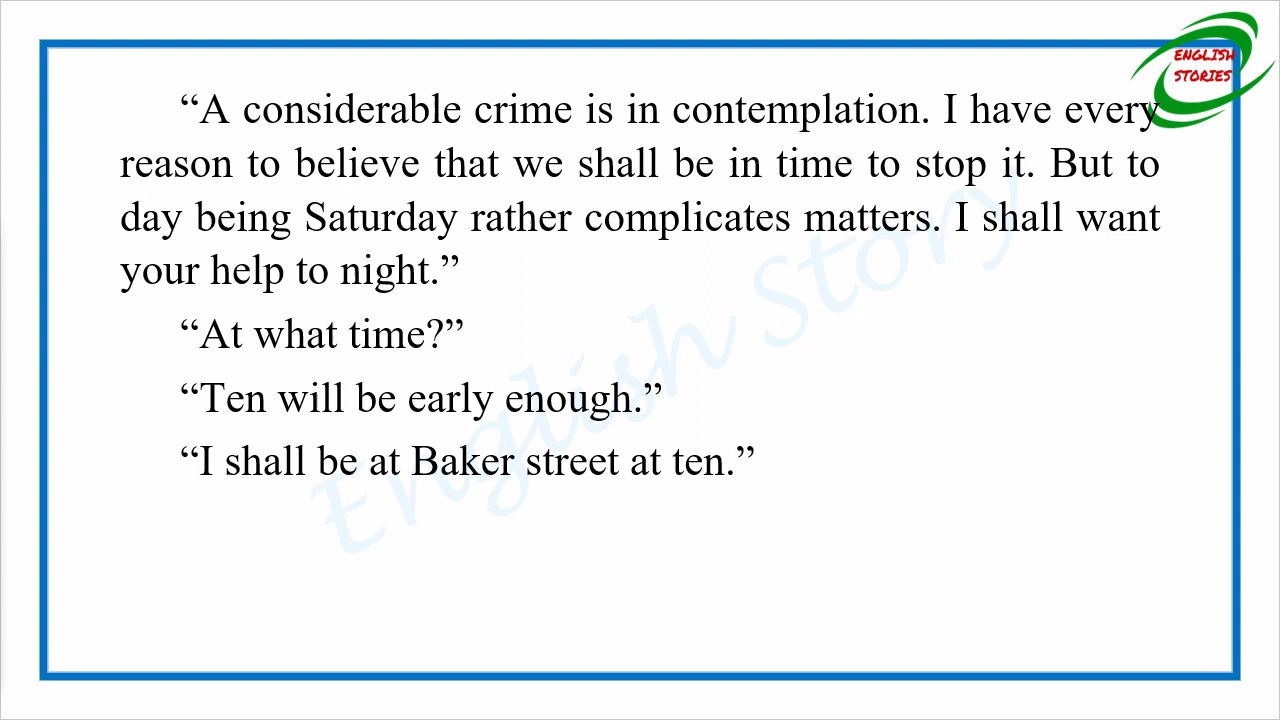 ENGLISH
STORIES
“A considerable crime is in contemplation. I have every
reason to believe that we shall be in time to stop it. But to
day being Saturday rather complicates matters. I shall want
your help to night.”
“At what time?”
“Ten will be early enough.”
“I shall be at Baker street at ten.”
English Story